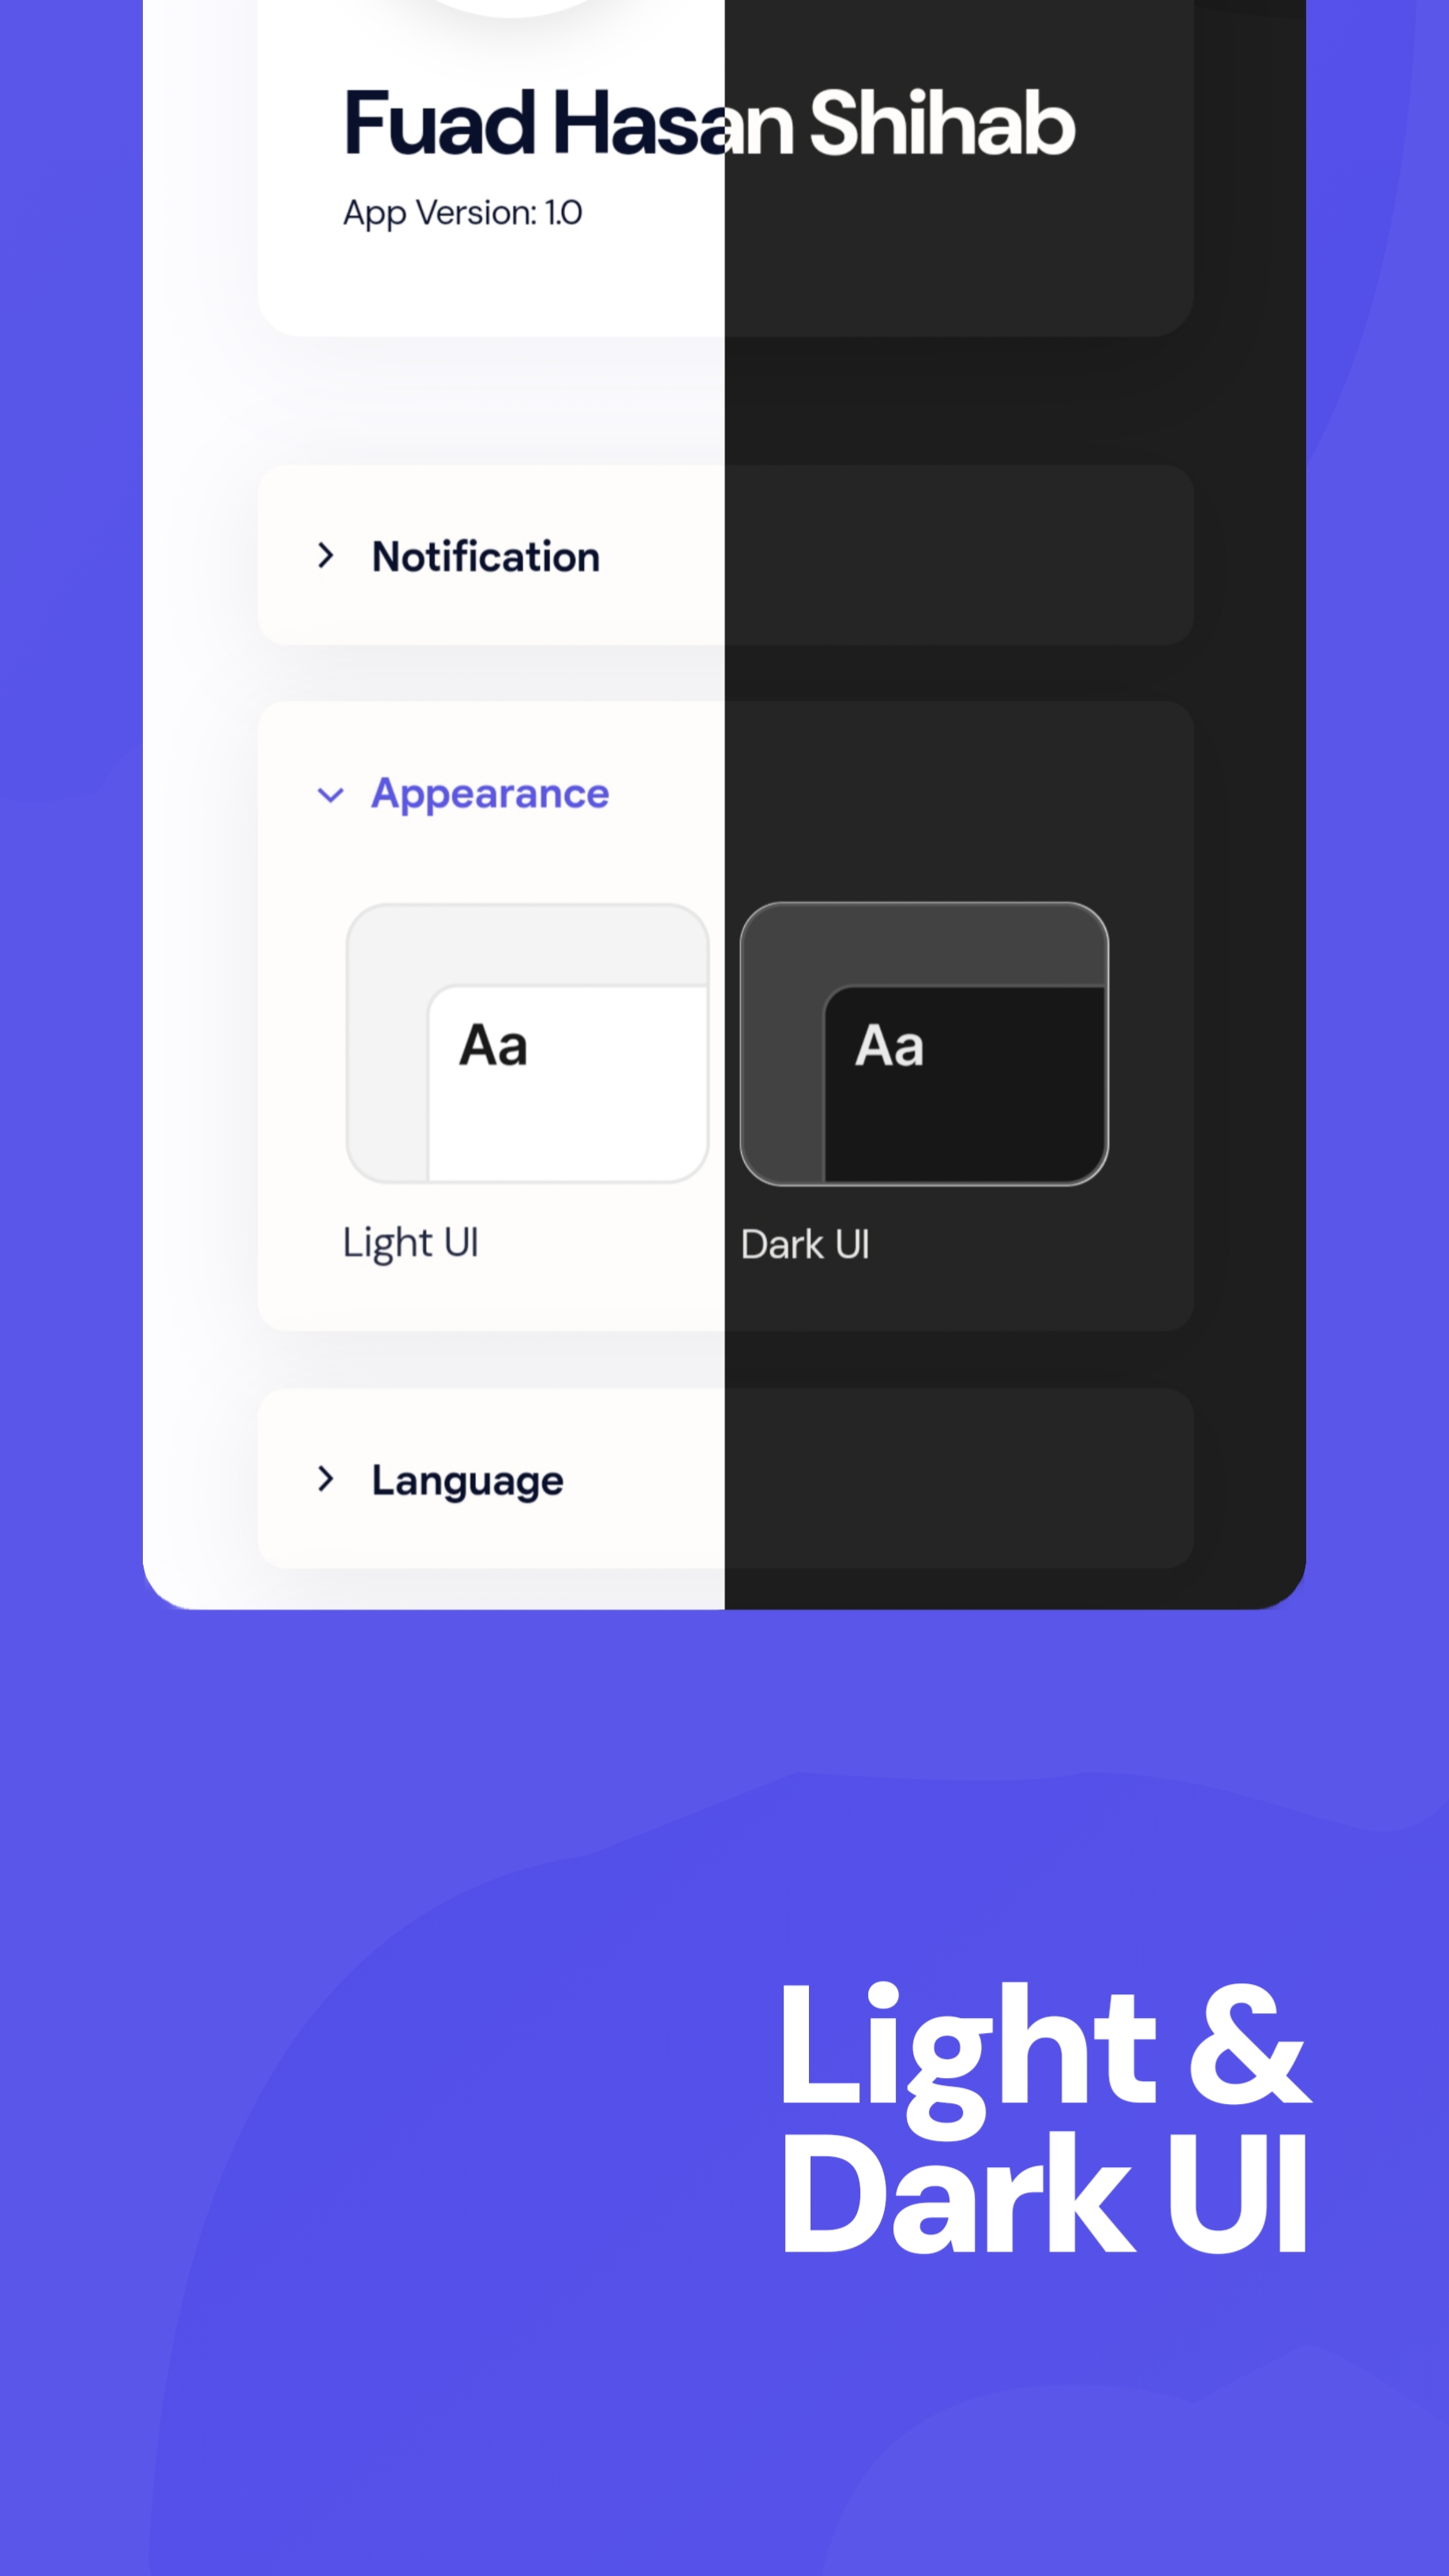 Fuad Hasan Shihab
App Version: 1.0
Notification
Appearance
Aa
Aa
Light UI
Dark UI
Language
Light &
Dark UI